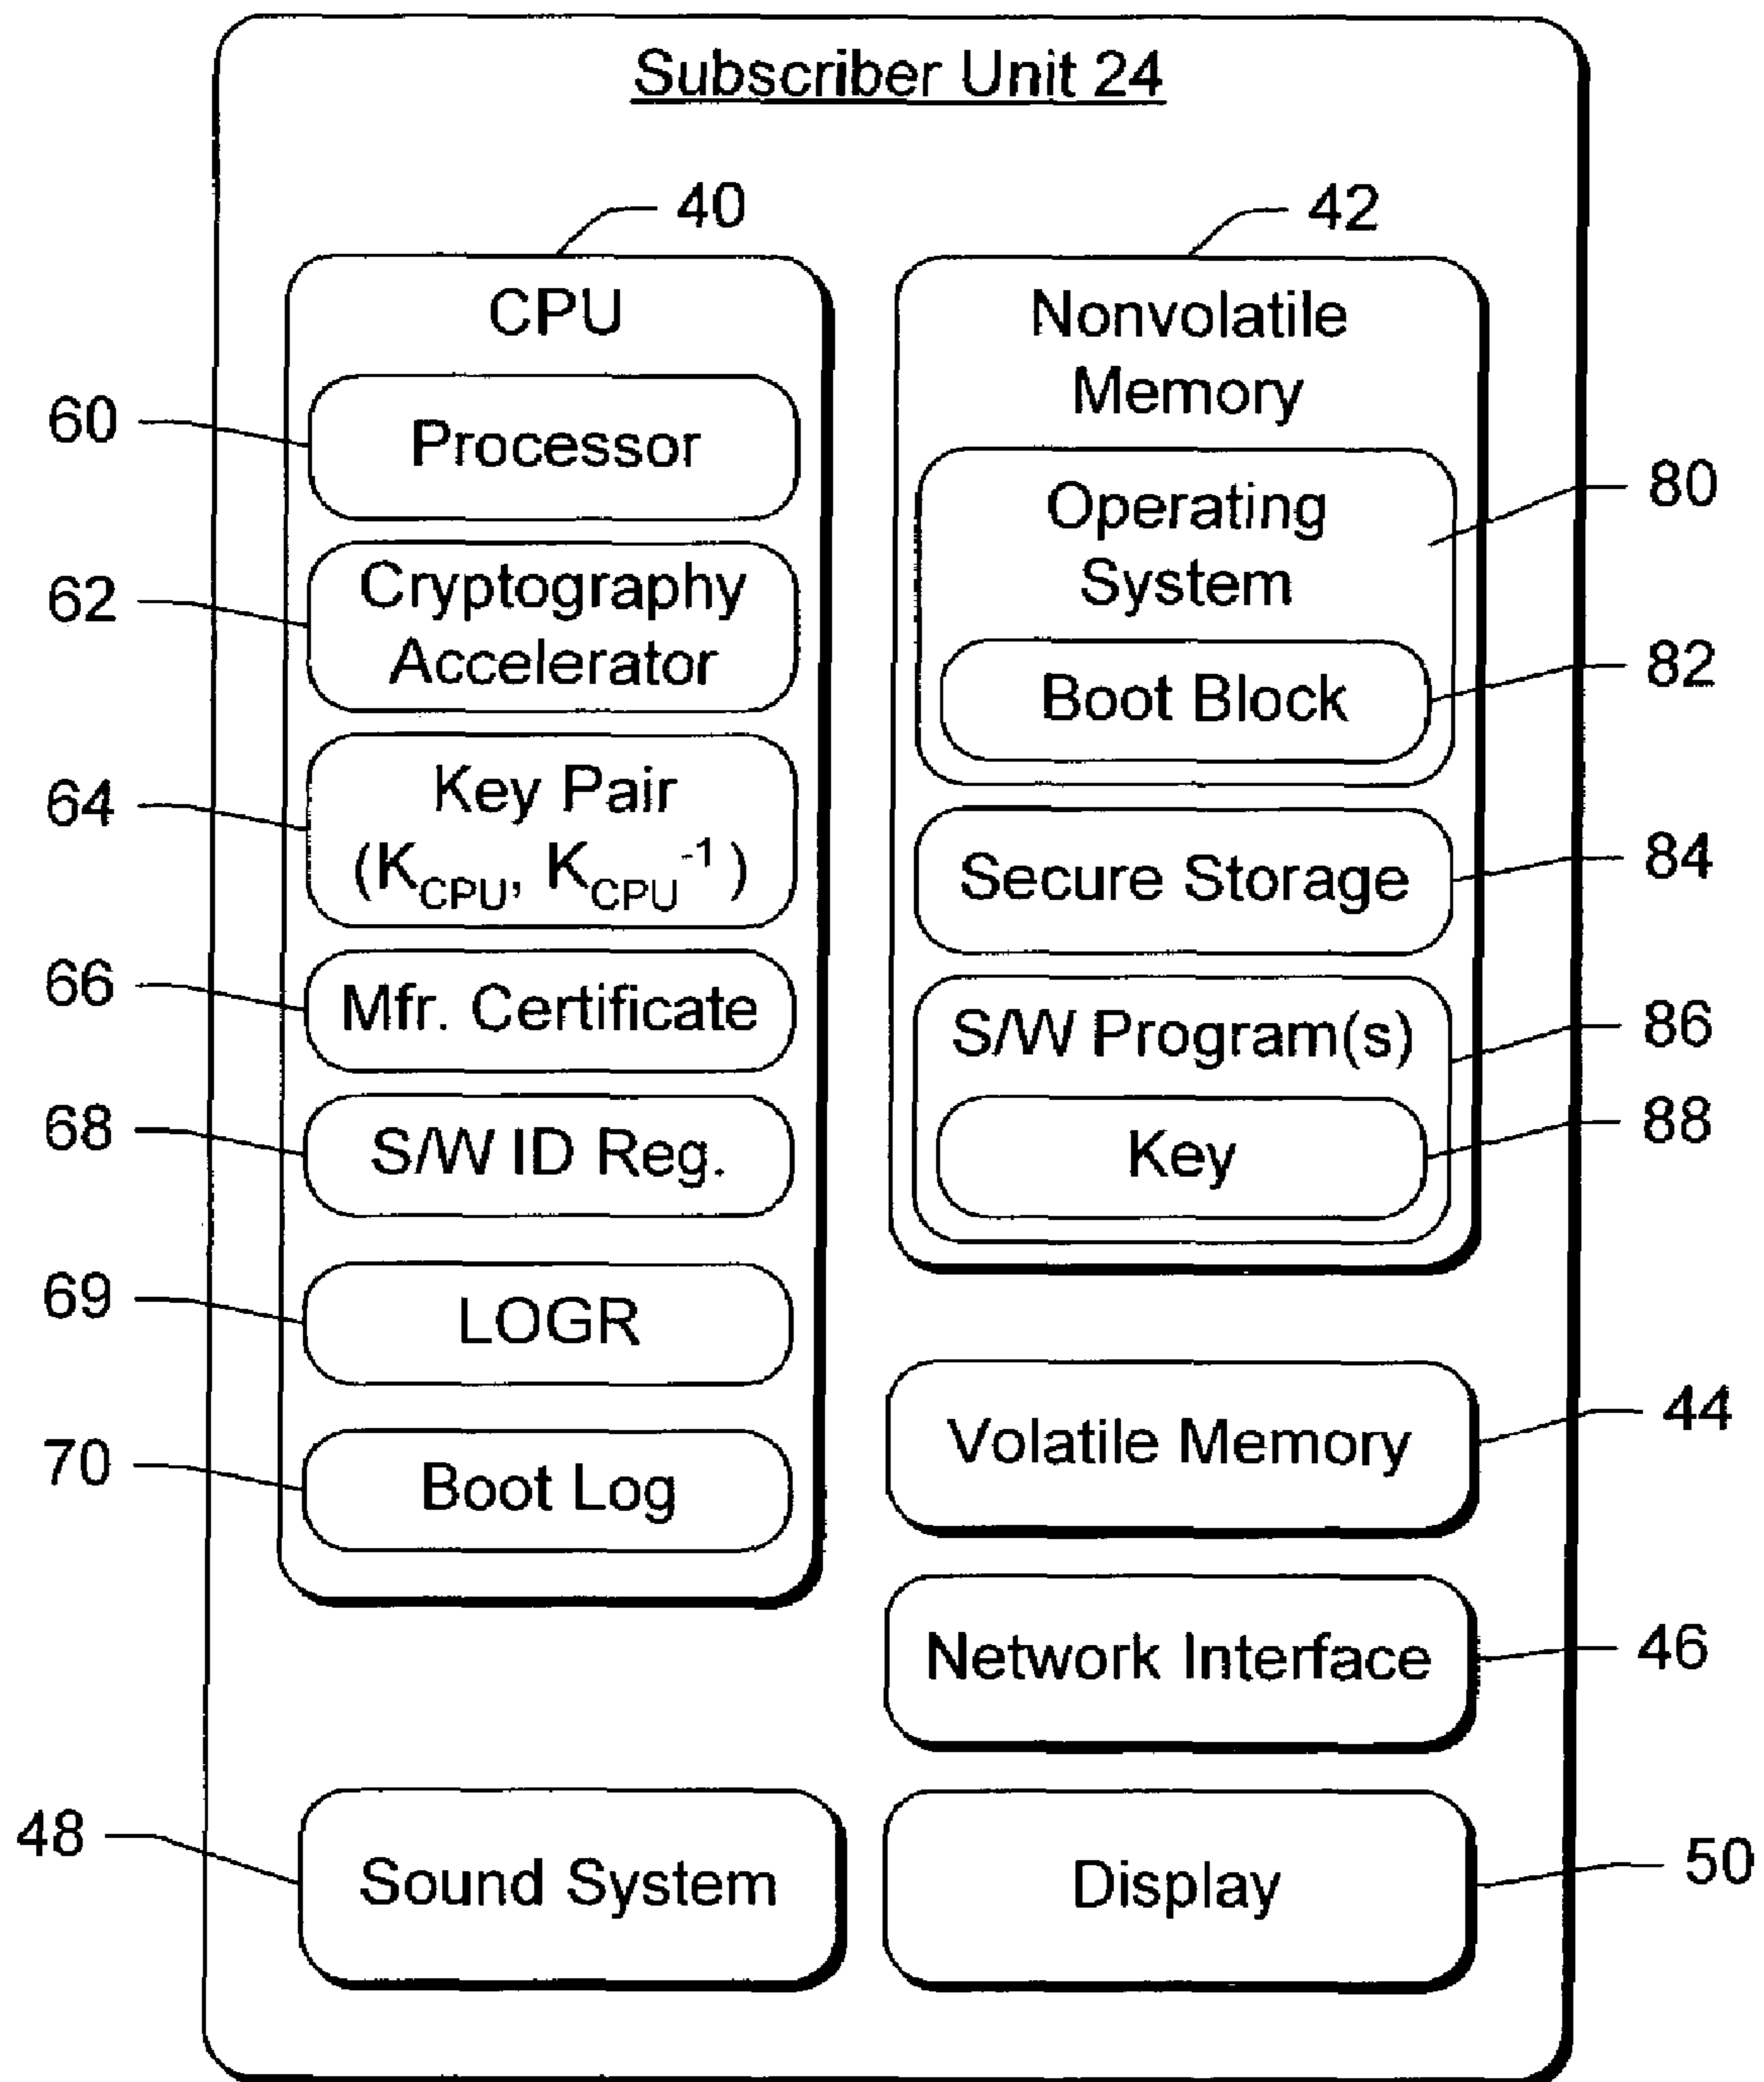 Subscriber Unit 24
40
CPU
60
Processor
62
Cryptography
Accelerator
64
Key Pair
(K_CPU, K_CPU^-1)
66
Mfr. Certificate
68
S/W ID Reg.
69
LOGR
70
Boot Log
42
Nonvolatile
Memory
80
Operating
System
82
Boot Block
84
Secure Storage
86
S/W Program(s)
88
Key
44
Volatile Memory
46
Network Interface
48
Sound System
50
Display